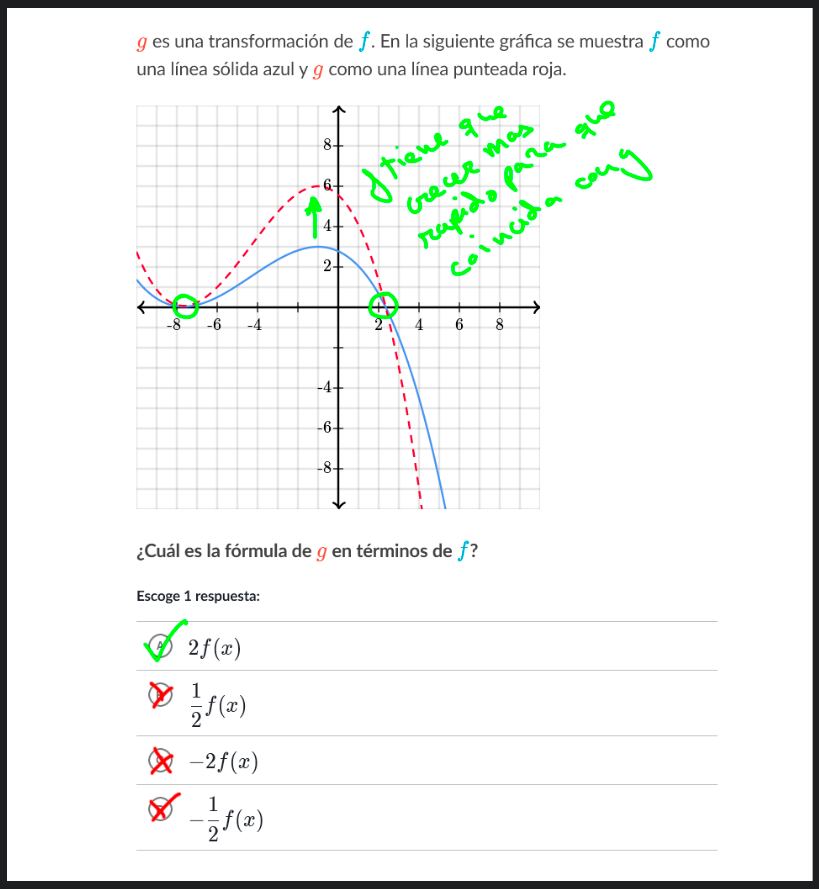 g es una transformación de f. En la siguiente gráfica se muestra f como
una línea sólida azul y g como una línea punteada roja.
f tiene que
crecer mas
rapido para que
coincida con g
8
6
4
2
-8 -6 -4 2 4 6 8
-4
-6
-8
¿Cuál es la fórmula de g en términos de f?
Escoge 1 respuesta:
A 2f(x)
1/2 f(x)
−2f(x)
−1/2 f(x)